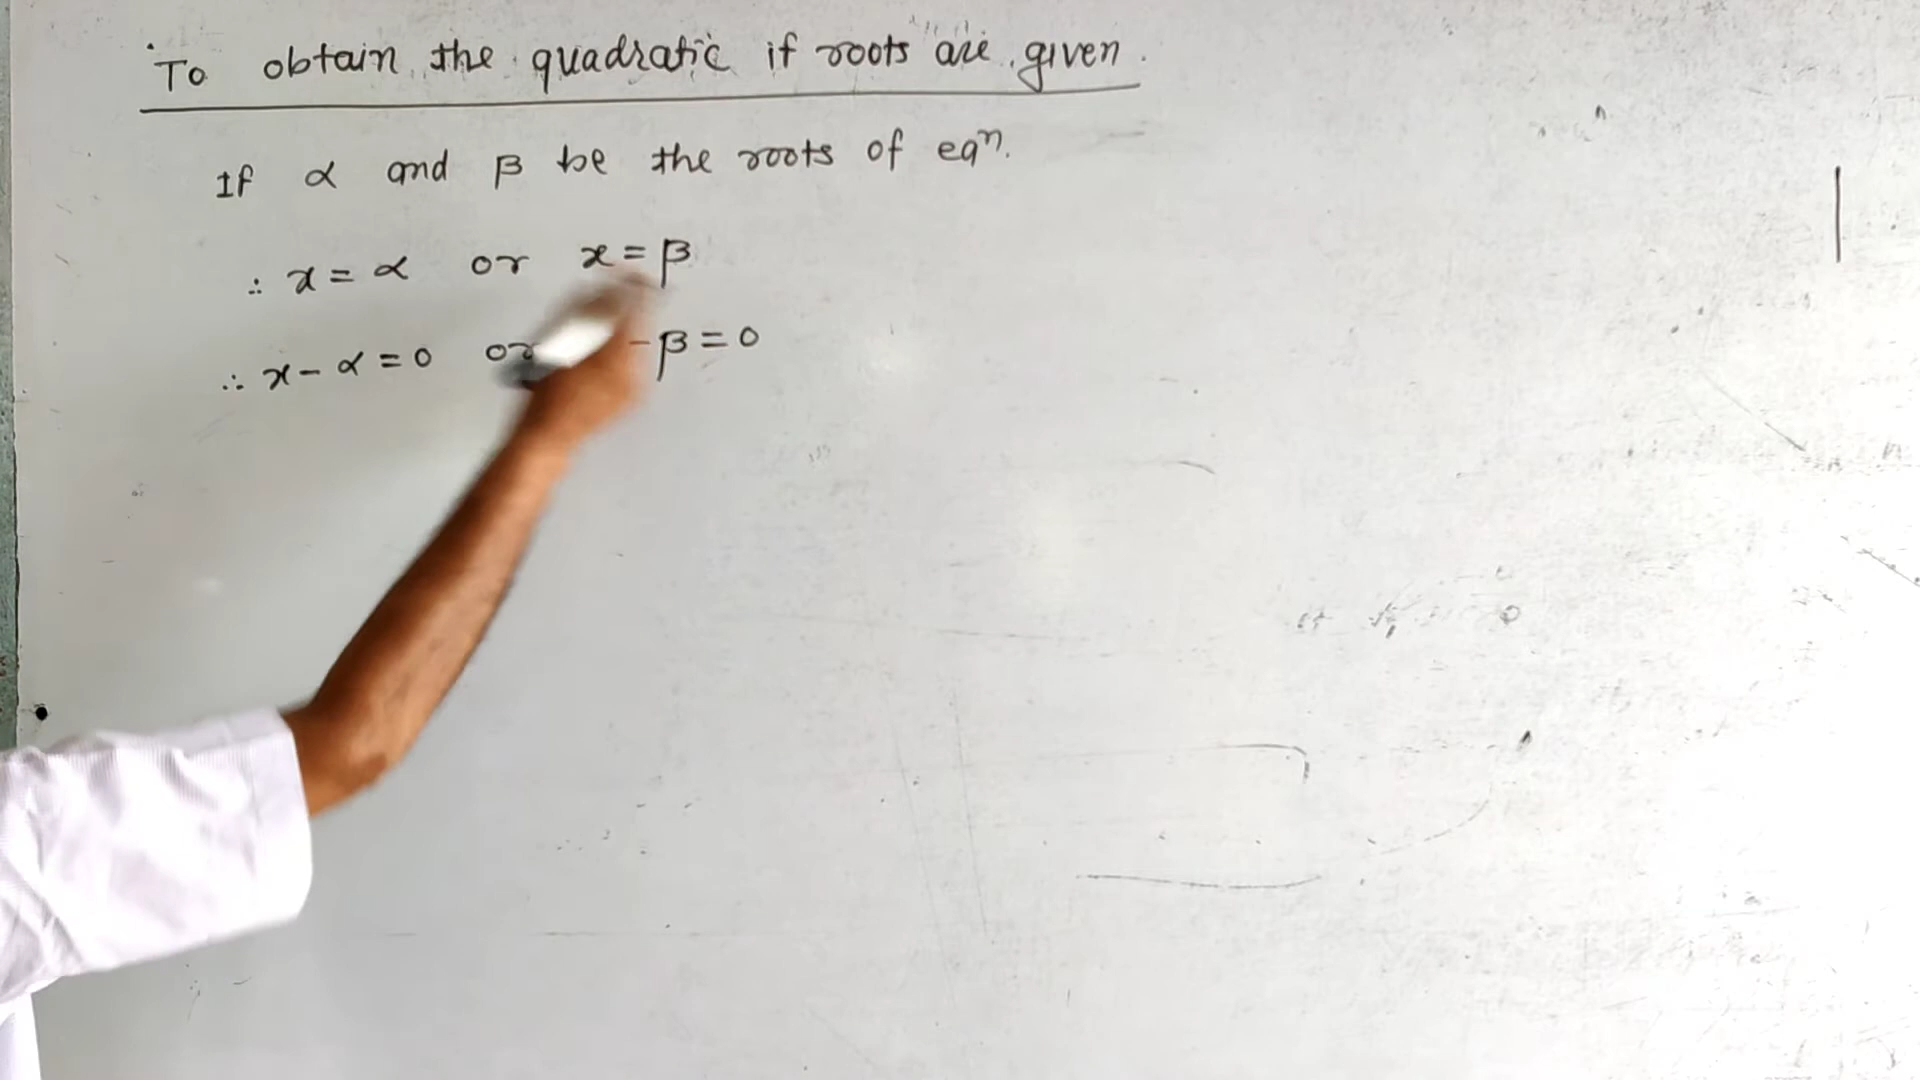 To obtain the quadratic if roots are given.
If α and β be the roots of eqⁿ.
∴ x = α or x = β
∴ x - α = 0 or - β = 0